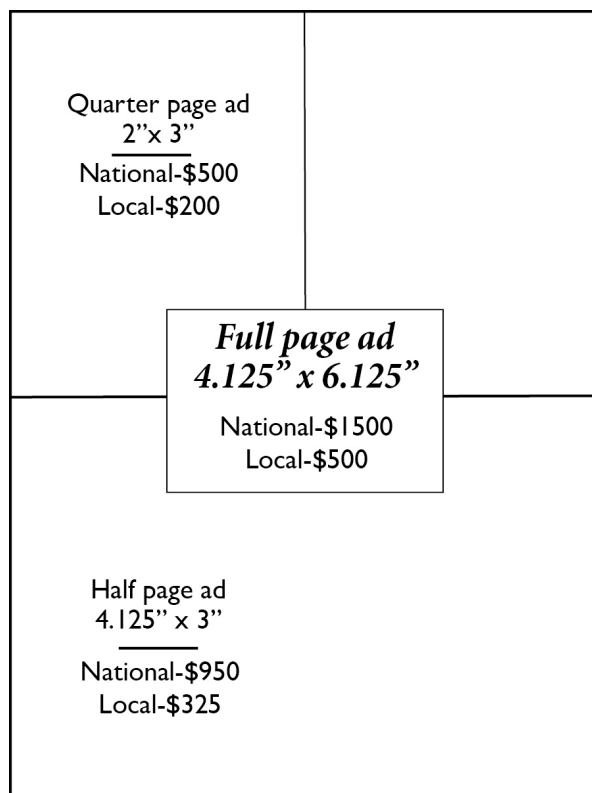 Quarter page ad
2”x 3”
National-$500
Local-$200
Full page ad
4.125” x 6.125”
National-$1500
Local-$500
Half page ad
4.125” x 3”
National-$950
Local-$325